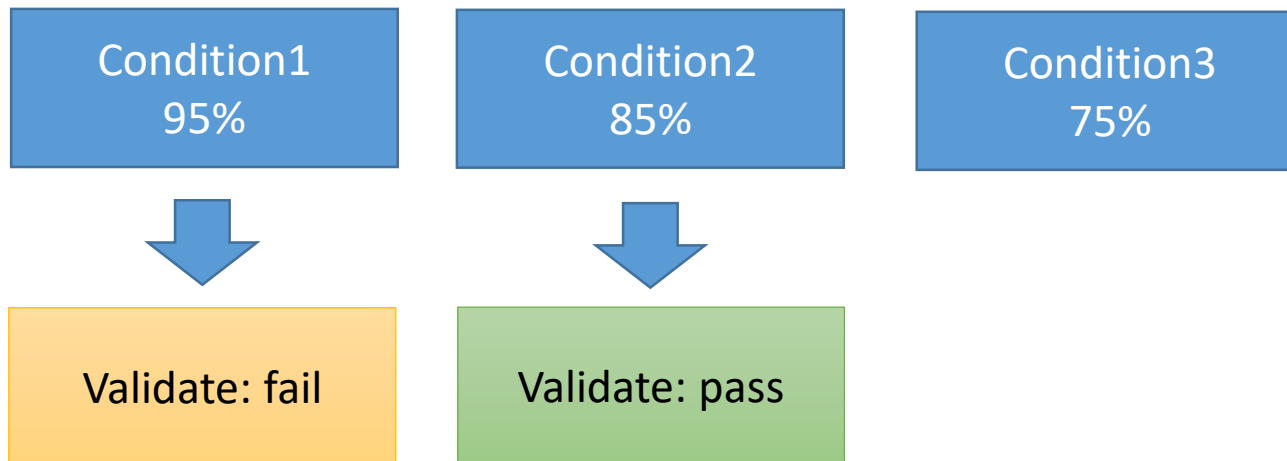 Condition1
95%
Condition2
85%
Condition3
75%
Validate: fail
Validate: pass